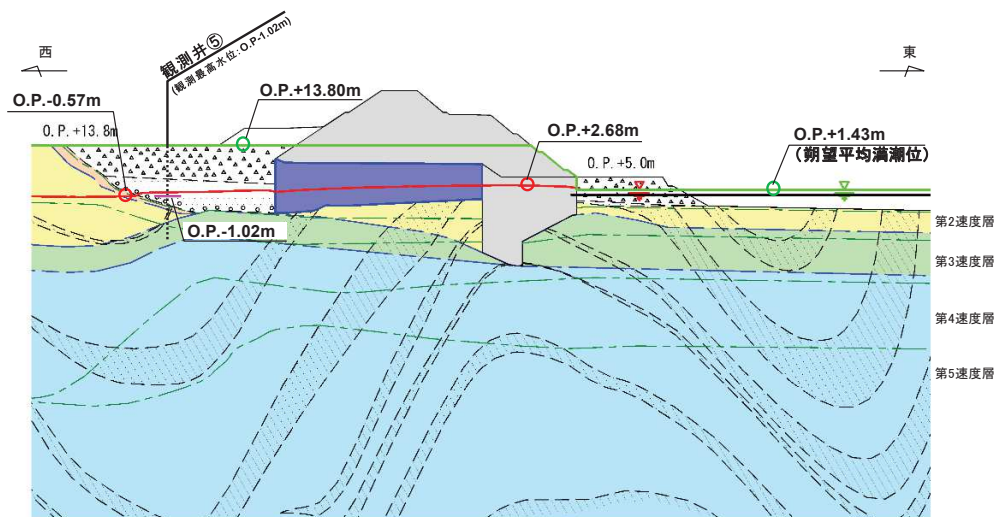 西
東
観測井⑤
(観測最高水位:O.P-1.02m)
O.P.-0.57m
O.P.+13.80m
O.P.+13.8m
O.P.+2.68m
O.P.+5.0m
O.P.+1.43m
(朔望平均満潮位)
O.P.-1.02m
第2速度層
第3速度層
第4速度層
第5速度層